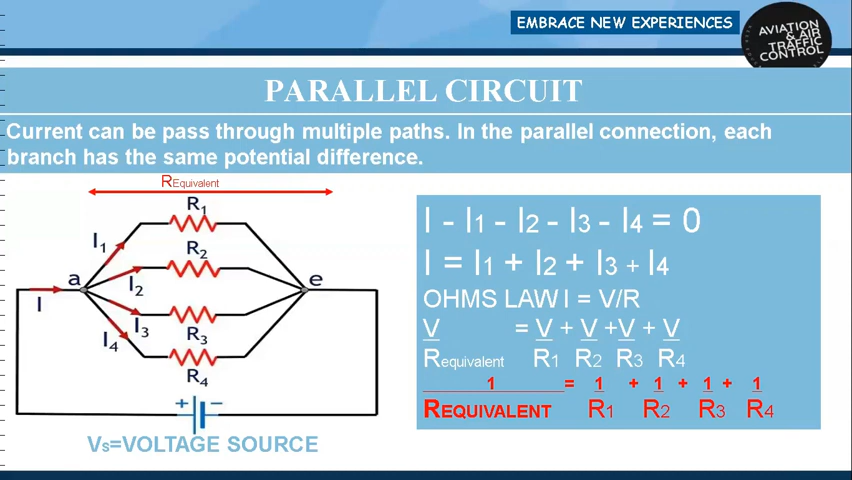 EMBRACE NEW EXPERIENCES
AVIATION
& AIR
TRAFFIC
CONTROL
PARALLEL CIRCUIT
Current can be pass through multiple paths. In the parallel connection, each
branch has the same potential difference.
REquivalent
R1
I1
R2
a
I2
e
I
I3
R3
I4
R4
+ −
Vs=VOLTAGE SOURCE
I - I1 - I2 - I3 - I4 = 0
I = I1 + I2 + I3 + I4
OHMS LAW I = V/R
V = V + V +V + V
Requivalent R1 R2 R3 R4
1 = 1 + 1 + 1 + 1
REQUIVALENT R1 R2 R3 R4